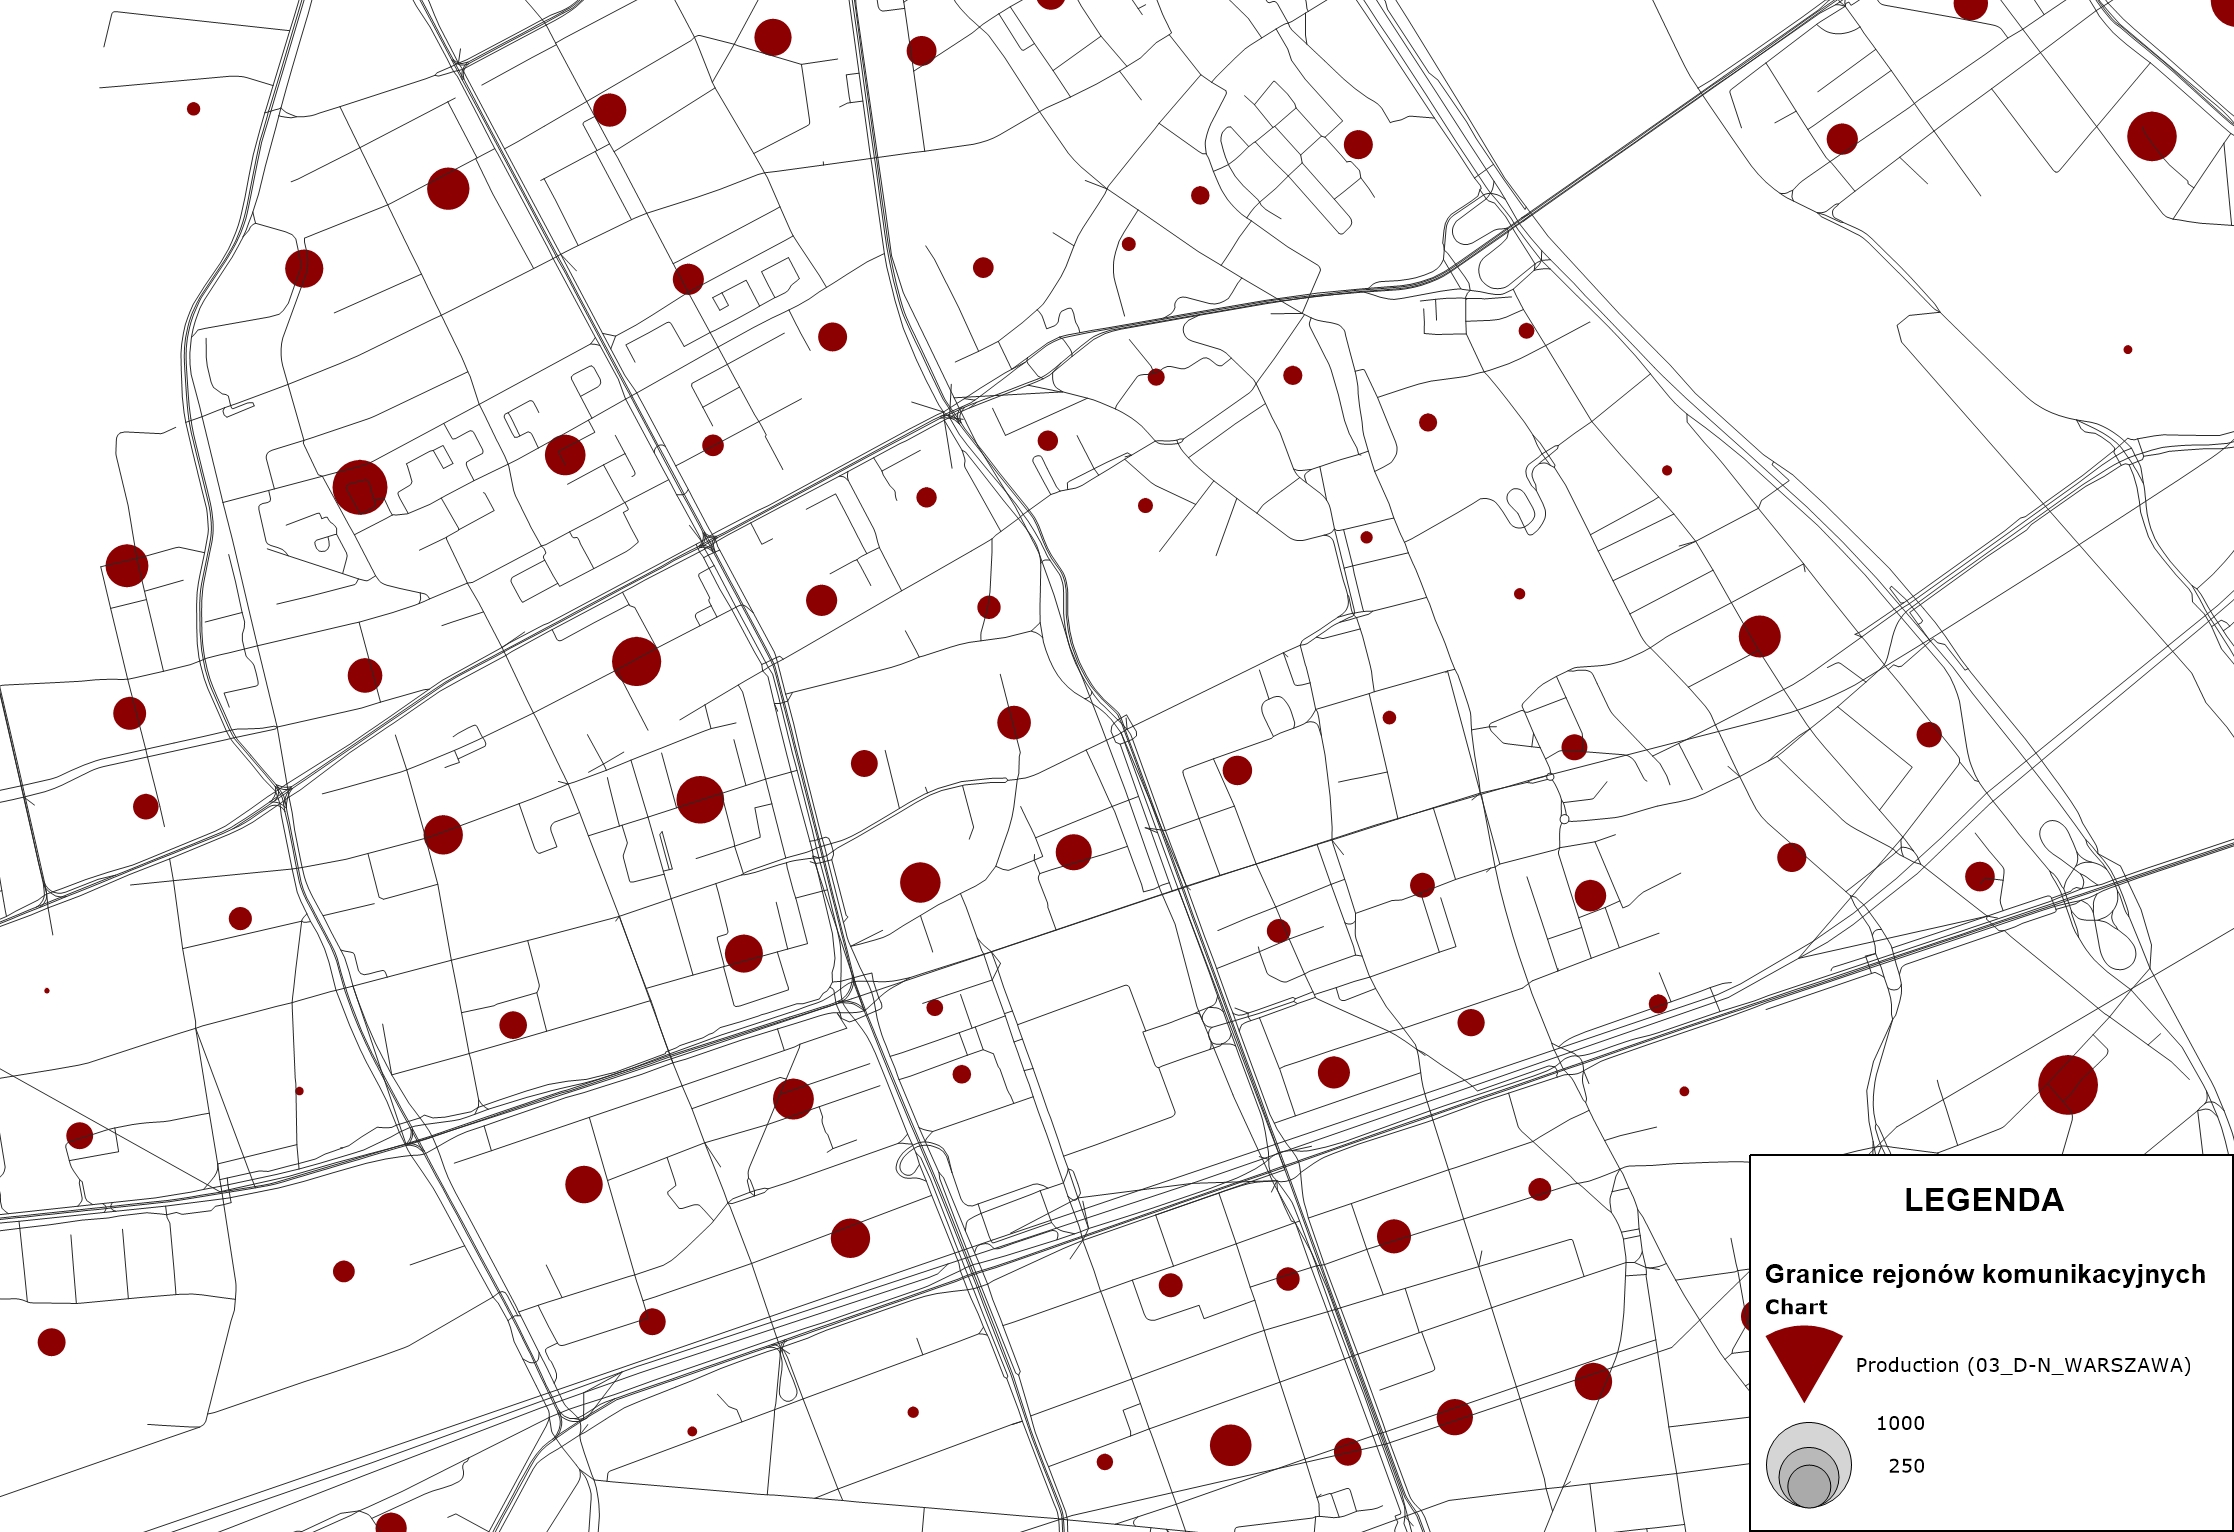 LEGENDA
Granice rejonów komunikacyjnych
Chart
Production (03_D-N_WARSZAWA)
1000
250